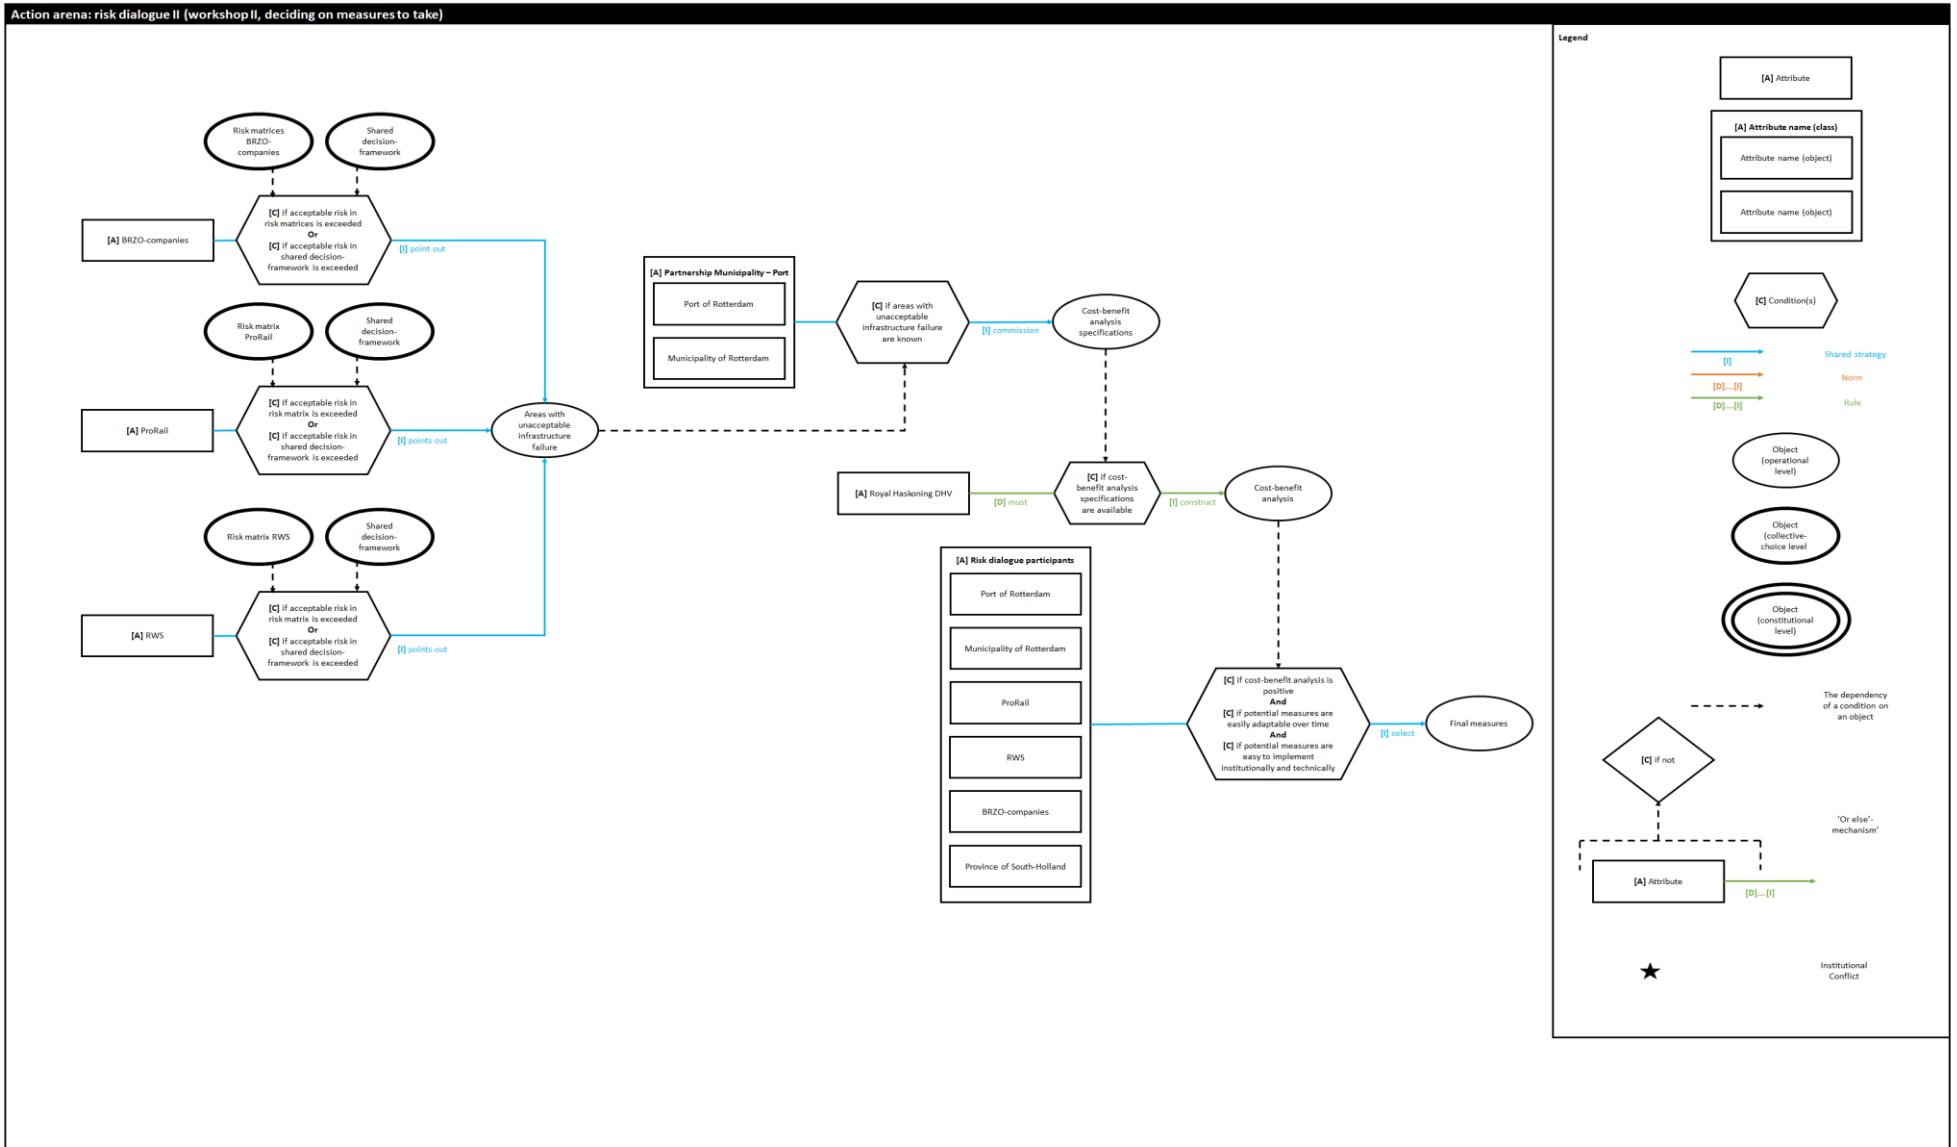 Action arena: risk dialogue II (workshop II, deciding on measures to take)
Risk matrices
BRZO-
companies
Shared
decision-
framework
[A] BRZO-companies
[C] if acceptable risk in
risk matrices is exceeded
Or
[C] if acceptable risk in
shared decision-
framework is exceeded
[I] point out
Risk matrix
ProRail
Shared
decision-
framework
[A] ProRail
[C] if acceptable risk in
risk matrix is exceeded
Or
[C] if acceptable risk in
shared decision-
framework is exceeded
[I] points out
Areas with
unacceptable
infrastructure
failure
Risk matrix RWS
Shared
decision-
framework
[A] RWS
[C] if acceptable risk in
risk matrix is exceeded
Or
[C] if acceptable risk in
shared decision-
framework is exceeded
[I] points out
[A] Partnership Municipality – Port
Port of Rotterdam
Municipality of Rotterdam
[C] if areas with
unacceptable
infrastructure failure
are known
[I] commission
Cost-benefit
analysis
specifications
[A] Royal Haskoning DHV
[D] must
[C] if cost-
benefit analysis
specifications
are available
[I] construct
Cost-benefit
analysis
[A] Risk dialogue participants
Port of Rotterdam
Municipality of Rotterdam
ProRail
RWS
BRZO-companies
Province of South-Holland
[C] if cost-benefit analysis is
positive
And
[C] if potential measures are
easily adaptable over time
And
[C] if potential measures are
easy to implement
institutionally and technically
[I] select
Final measures
Legend
[A] Attribute
[A] Attribute name (class)
Attribute name (object)
Attribute name (object)
[C] Condition(s)
[I]
Shared strategy
[D]....[I]
Norm
[D]....[I]
Rule
Object
(operational
level)
Object
(collective-
choice level
Object
(constitutional
level)
The dependency
of a condition on
an object
[C] if not
'Or else'-
mechanism'
[A] Attribute
[D]....[I]
Institutional
Conflict